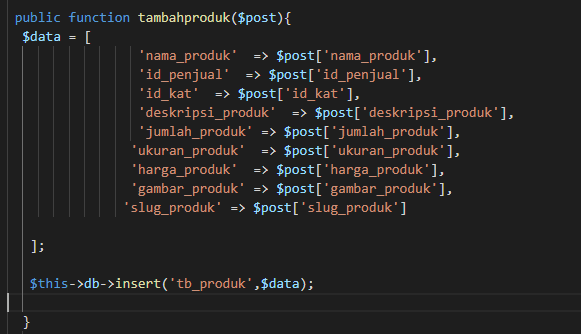 public function tambahproduk($post){
$data = [
'nama_produk'  => $post['nama_produk'],
'id_penjual'  => $post['id_penjual'],
'id_kat'  => $post['id_kat'],
'deskripsi_produk'  => $post['deskripsi_produk'],
'jumlah_produk' => $post['jumlah_produk'],
'ukuran_produk'  => $post['ukuran_produk'],
'harga_produk'  => $post['harga_produk'],
'gambar_produk' => $post['gambar_produk'],
'slug_produk' => $post['slug_produk']
];
$this->db->insert('tb_produk',$data);
}